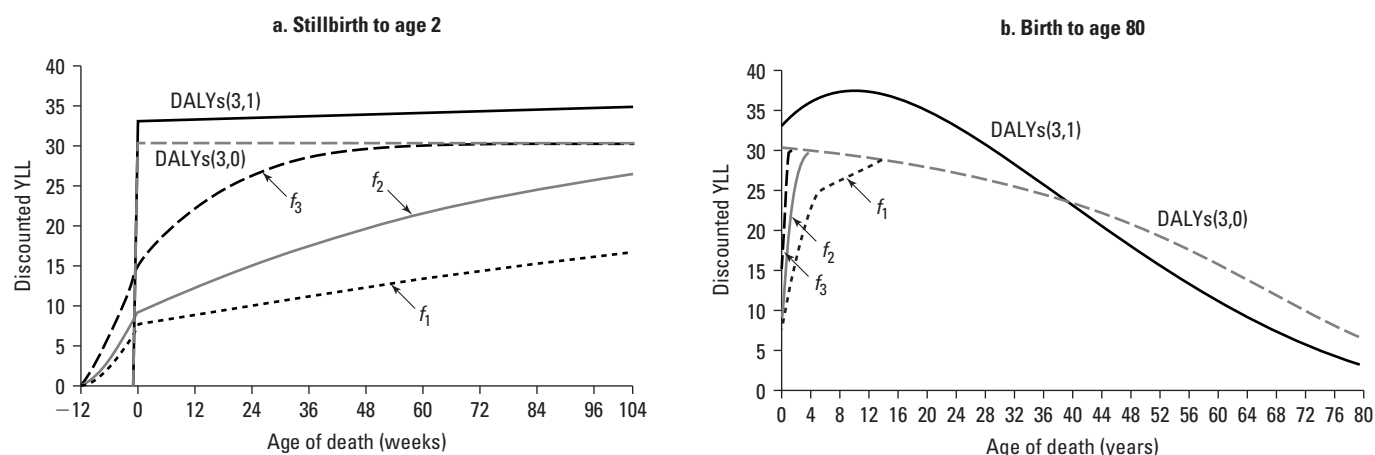 a. Stillbirth to age 2
40
35
30
25
20
15
10
5
0
DALYs(3,1)
DALYs(3,0)
f3
f2
f1
Discounted YLL
−12 0 12 24 36 48 60 72 84 96 104
Age of death (weeks)
b. Birth to age 80
40
35
30
25
20
15
10
5
0
DALYs(3,1)
DALYs(3,0)
f1
f2
f3
Discounted YLL
0 4 8 12 16 20 24 28 32 36 40 44 48 52 56 60 64 68 72 76 80
Age of death (years)